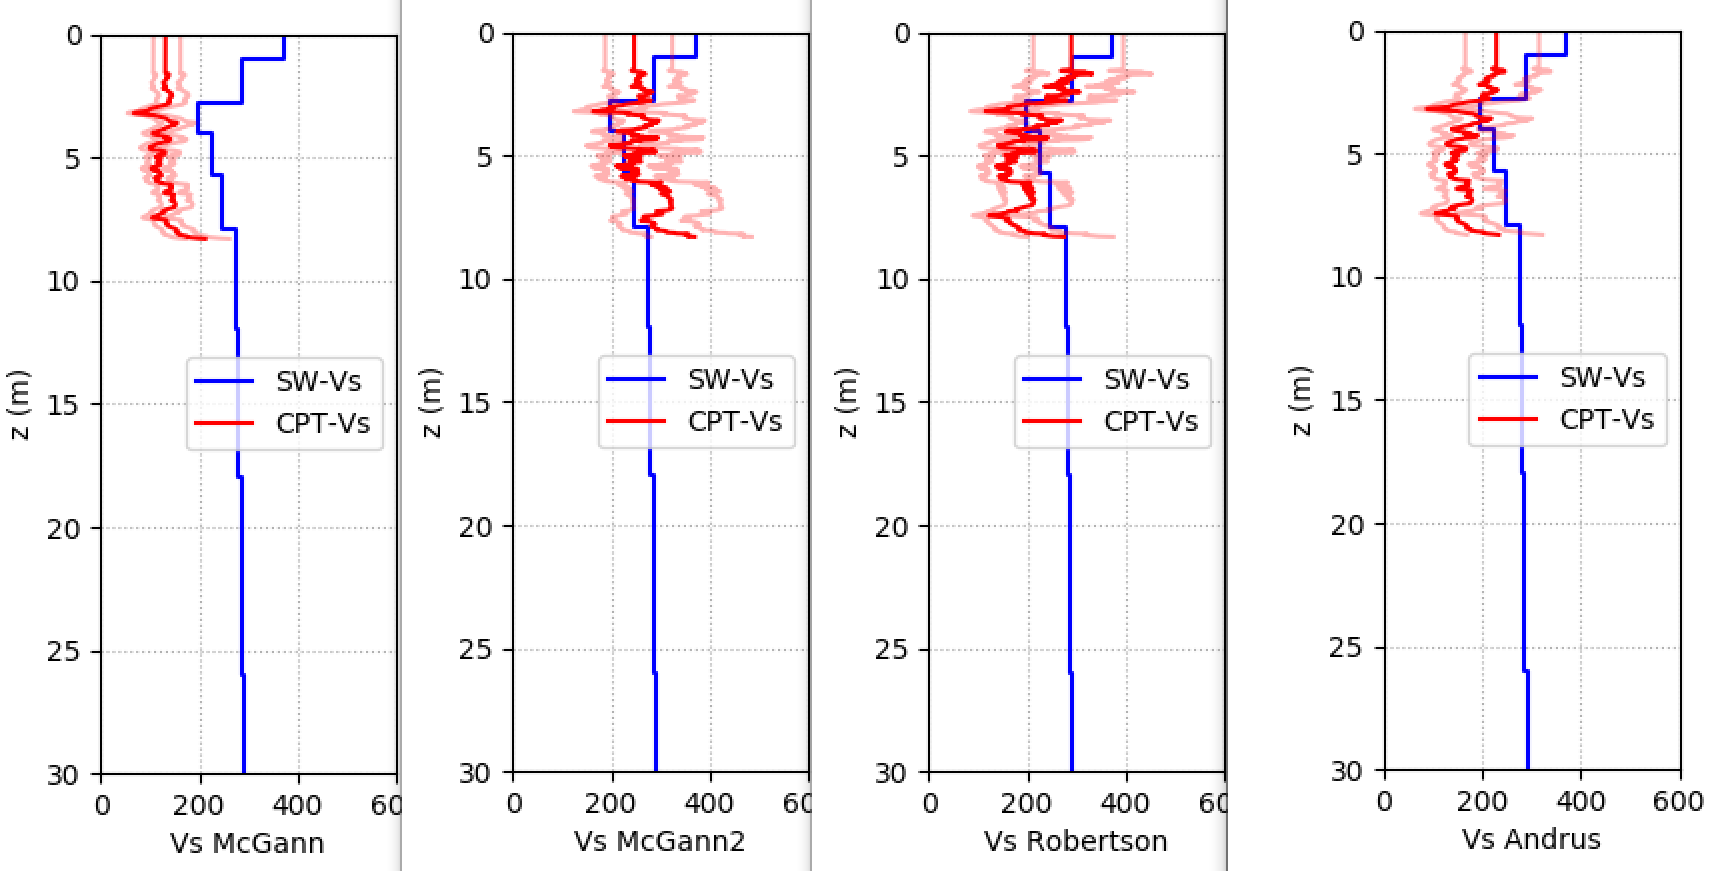 0
5
10
15
20
25
30
z (m)
SW-Vs
CPT-Vs
0 200 400 60
Vs McGann
0
5
10
15
20
25
30
z (m)
SW-Vs
CPT-Vs
0 200 400 60
Vs McGann2
0
5
10
15
20
25
30
z (m)
SW-Vs
CPT-Vs
0 200 400 60
Vs Robertson
0
5
10
15
20
25
30
z (m)
SW-Vs
CPT-Vs
0 200 400 600
Vs Andrus